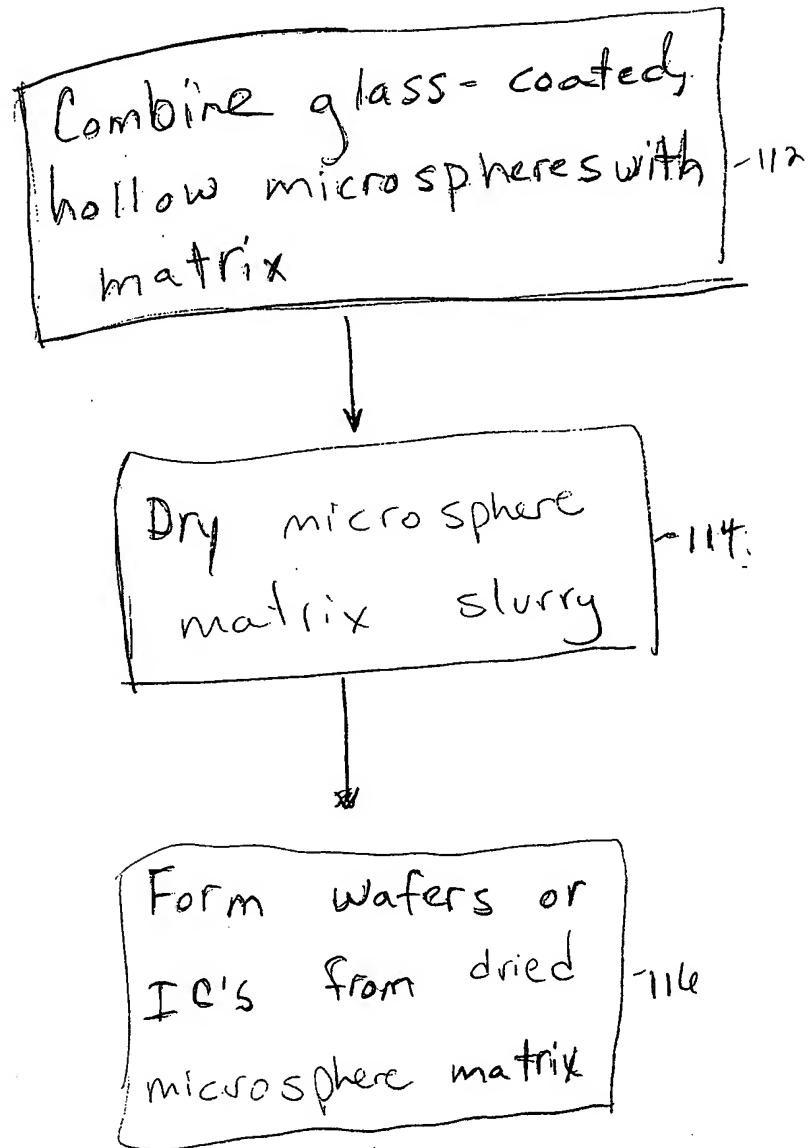 Combine glass-coated,
hollow microspheres with
matrix
-112
Dry microsphere
matrix slurry
-114
Form wafers or
IC's from dried
microsphere matrix
-116